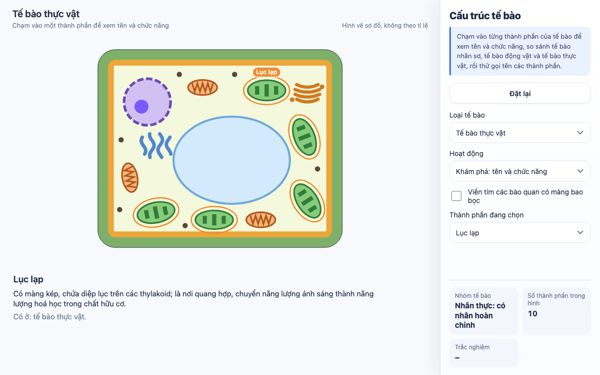 Tế bào thực vật
Chạm vào một thành phần để xem tên và chức năng
Hình vẽ sơ đồ, không theo tỉ lệ
Lục lạp
Lục lạp
Có màng kép, chứa diệp lục trên các thylakoid; là nơi quang hợp, chuyển năng lượng ánh sáng thành năng
lượng hoá học trong chất hữu cơ.
Có ở: tế bào thực vật.
Cấu trúc tế bào
Chạm vào từng thành phần của tế bào để
xem tên và chức năng, so sánh tế bào
nhân sơ, tế bào động vật và tế bào thực
vật, rồi thử gọi tên các thành phần.
Đặt lại
Loại tế bào
Tế bào thực vật
Hoạt động
Khám phá: tên và chức năng
Viền tím các bào quan có màng bao
bọc
Thành phần đang chọn
Lục lạp
Nhóm tế bào
Nhân thực: có
nhân hoàn
chỉnh
Số thành phần trong
hình
10
Trắc nghiệm
–